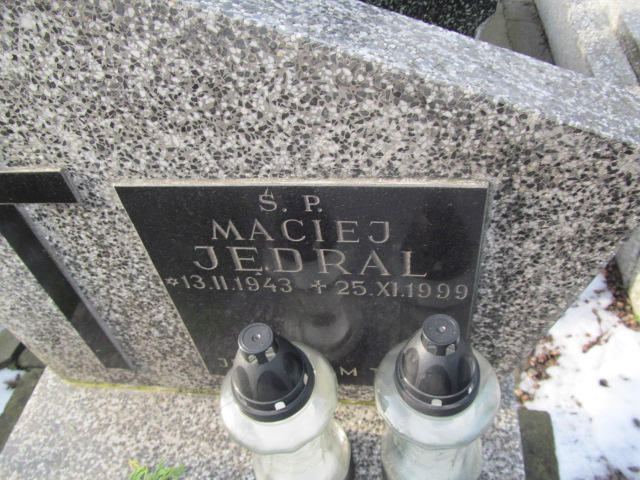 Ś. P.
MACIEJ
JĘDRAL
*13.II.1943 +25.XI.1999